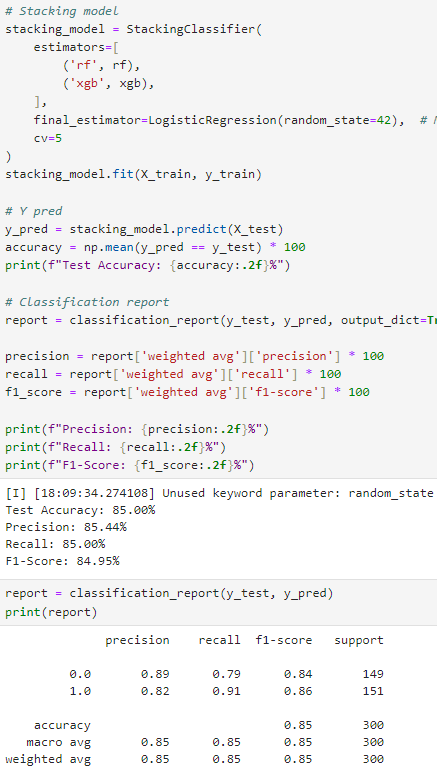 # Stacking model
stacking_model = StackingClassifier(
    estimators=[
        ('rf', rf),
        ('xgb', xgb),
    ],
    final_estimator=LogisticRegression(random_state=42),  #
    cv=5
)
stacking_model.fit(X_train, y_train)
# Y pred
y_pred = stacking_model.predict(X_test)
accuracy = np.mean(y_pred == y_test) * 100
print(f"Test Accuracy: {accuracy:.2f}%")
# Classification report
report = classification_report(y_test, y_pred, output_dict=Tr
precision = report['weighted avg']['precision'] * 100
recall = report['weighted avg']['recall'] * 100
f1_score = report['weighted avg']['f1-score'] * 100
print(f"Precision: {precision:.2f}%")
print(f"Recall: {recall:.2f}%")
print(f"F1-Score: {f1_score:.2f}%")
[I] [18:09:34.274108] Unused keyword parameter: random_state
Test Accuracy: 85.00%
Precision: 85.44%
Recall: 85.00%
F1-Score: 84.95%
report = classification_report(y_test, y_pred)
print(report)
              precision    recall  f1-score   support
         0.0       0.89      0.79      0.84       149
         1.0       0.82      0.91      0.86       151
    accuracy                           0.85       300
   macro avg       0.85      0.85      0.85       300
weighted avg       0.85      0.85      0.85       300